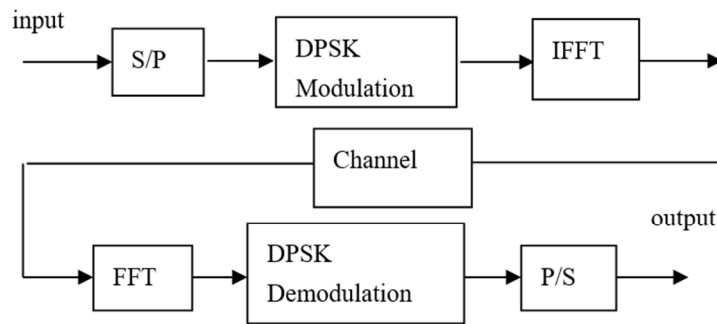 input
S/P
DPSK
Modulation
IFFT
Channel
output
FFT
DPSK
Demodulation
P/S